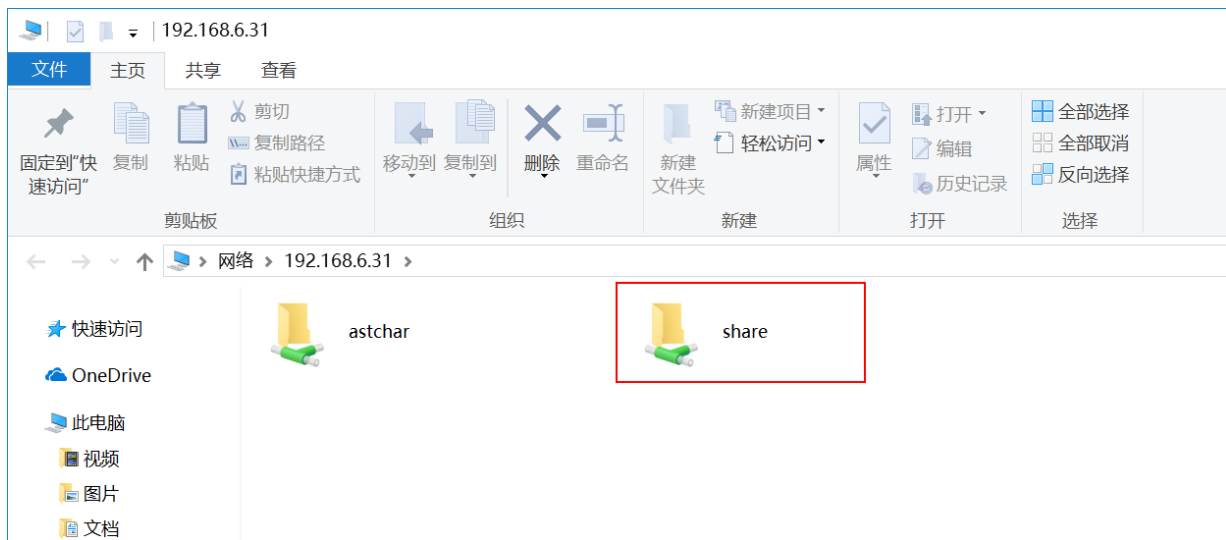 192.168.6.31
文件 主页 共享 查看
固定到“快速访问”
复制
粘贴
剪切
复制路径
粘贴快捷方式
剪贴板
移动到
复制到
删除
重命名
组织
新建文件夹
新建项目
轻松访问
新建
属性
打开
编辑
历史记录
打开
全部选择
全部取消
反向选择
选择
网络 > 192.168.6.31 >
快速访问
OneDrive
此电脑
视频
图片
文档
astchar
share